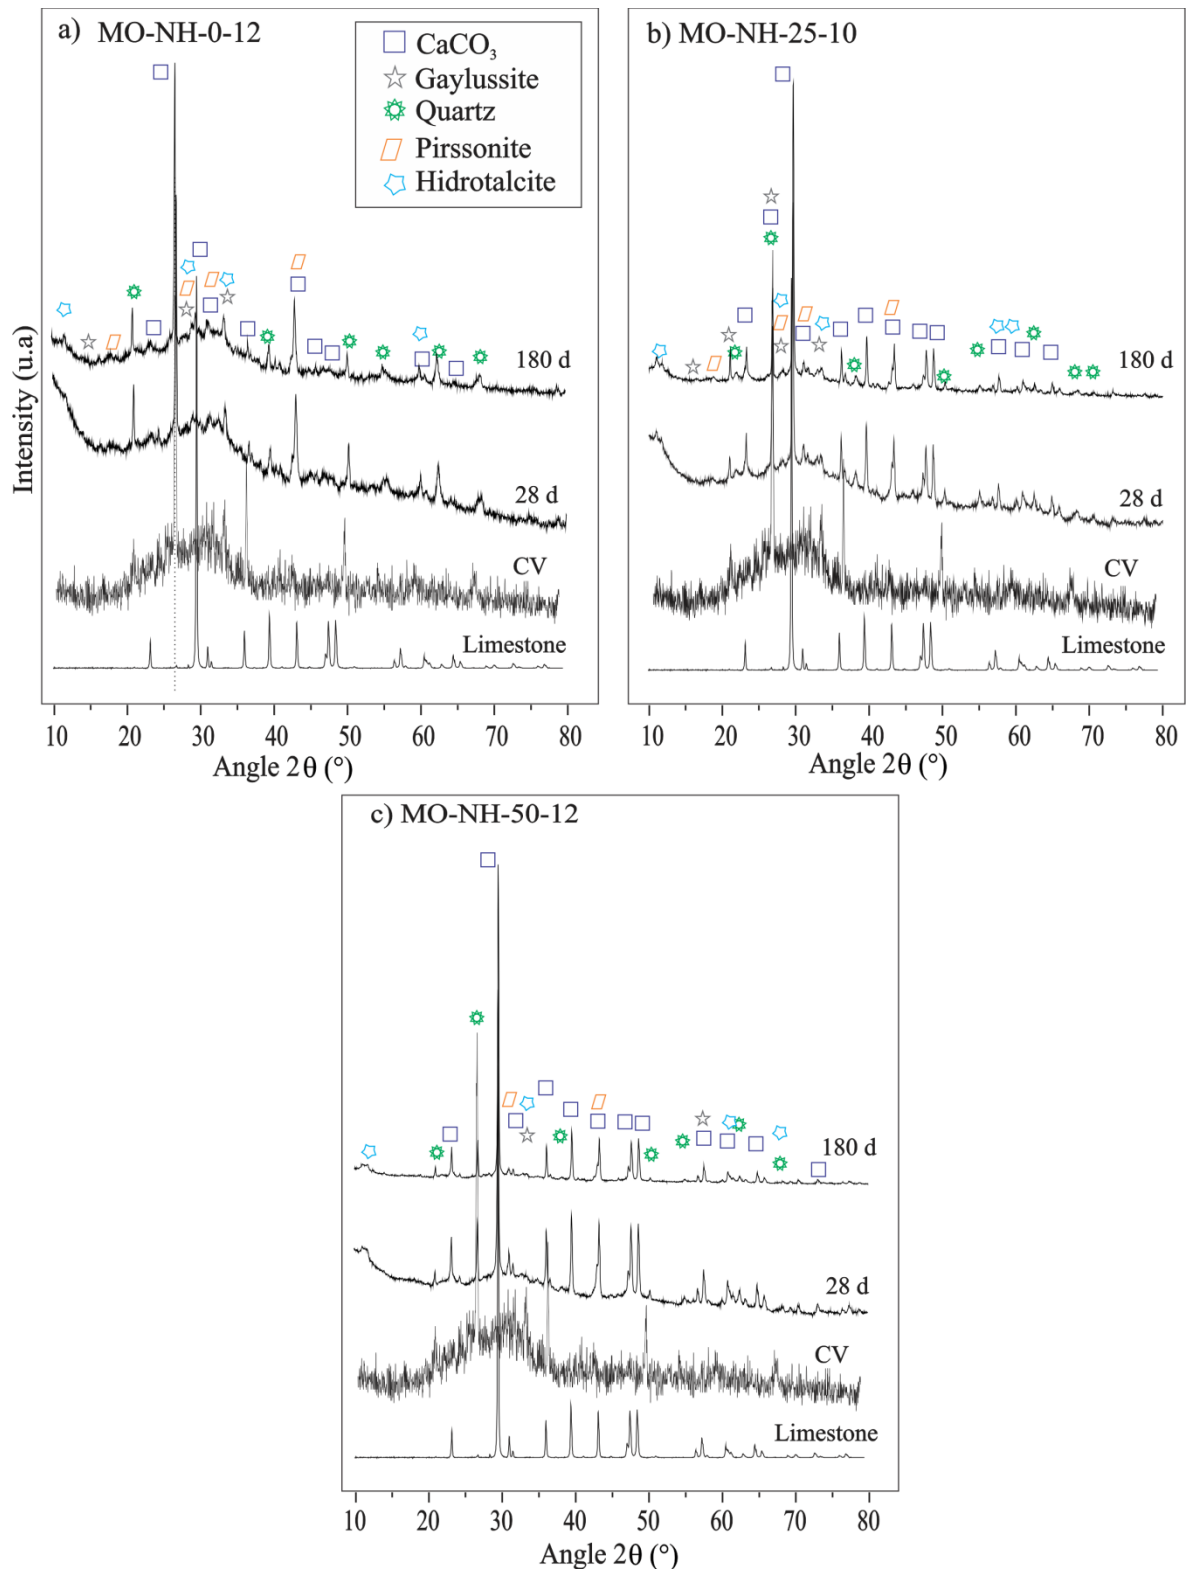 a) MO-NH-0-12
CaCO₃
Gaylussite
Quartz
Pirssonite
Hidrotalcite
180 d
28 d
CV
Limestone
Intensity (u.a)
10 20 30 40 50 60 70 80
Angle 2θ (°)
b) MO-NH-25-10
180 d
28 d
CV
Limestone
10 20 30 40 50 60 70 80
Angle 2θ (°)
c) MO-NH-50-12
180 d
28 d
CV
Limestone
10 20 30 40 50 60 70 80
Angle 2θ (°)